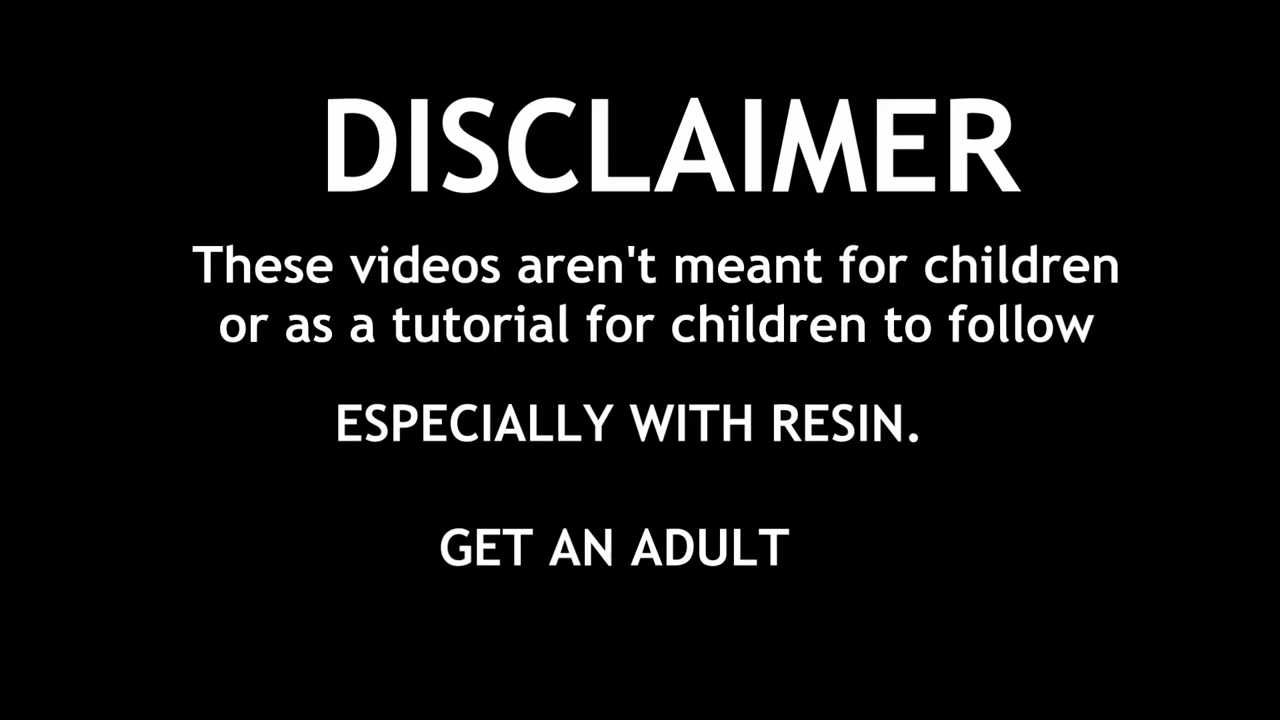 DISCLAIMER
These videos aren't meant for children
or as a tutorial for children to follow
ESPECIALLY WITH RESIN.
GET AN ADULT